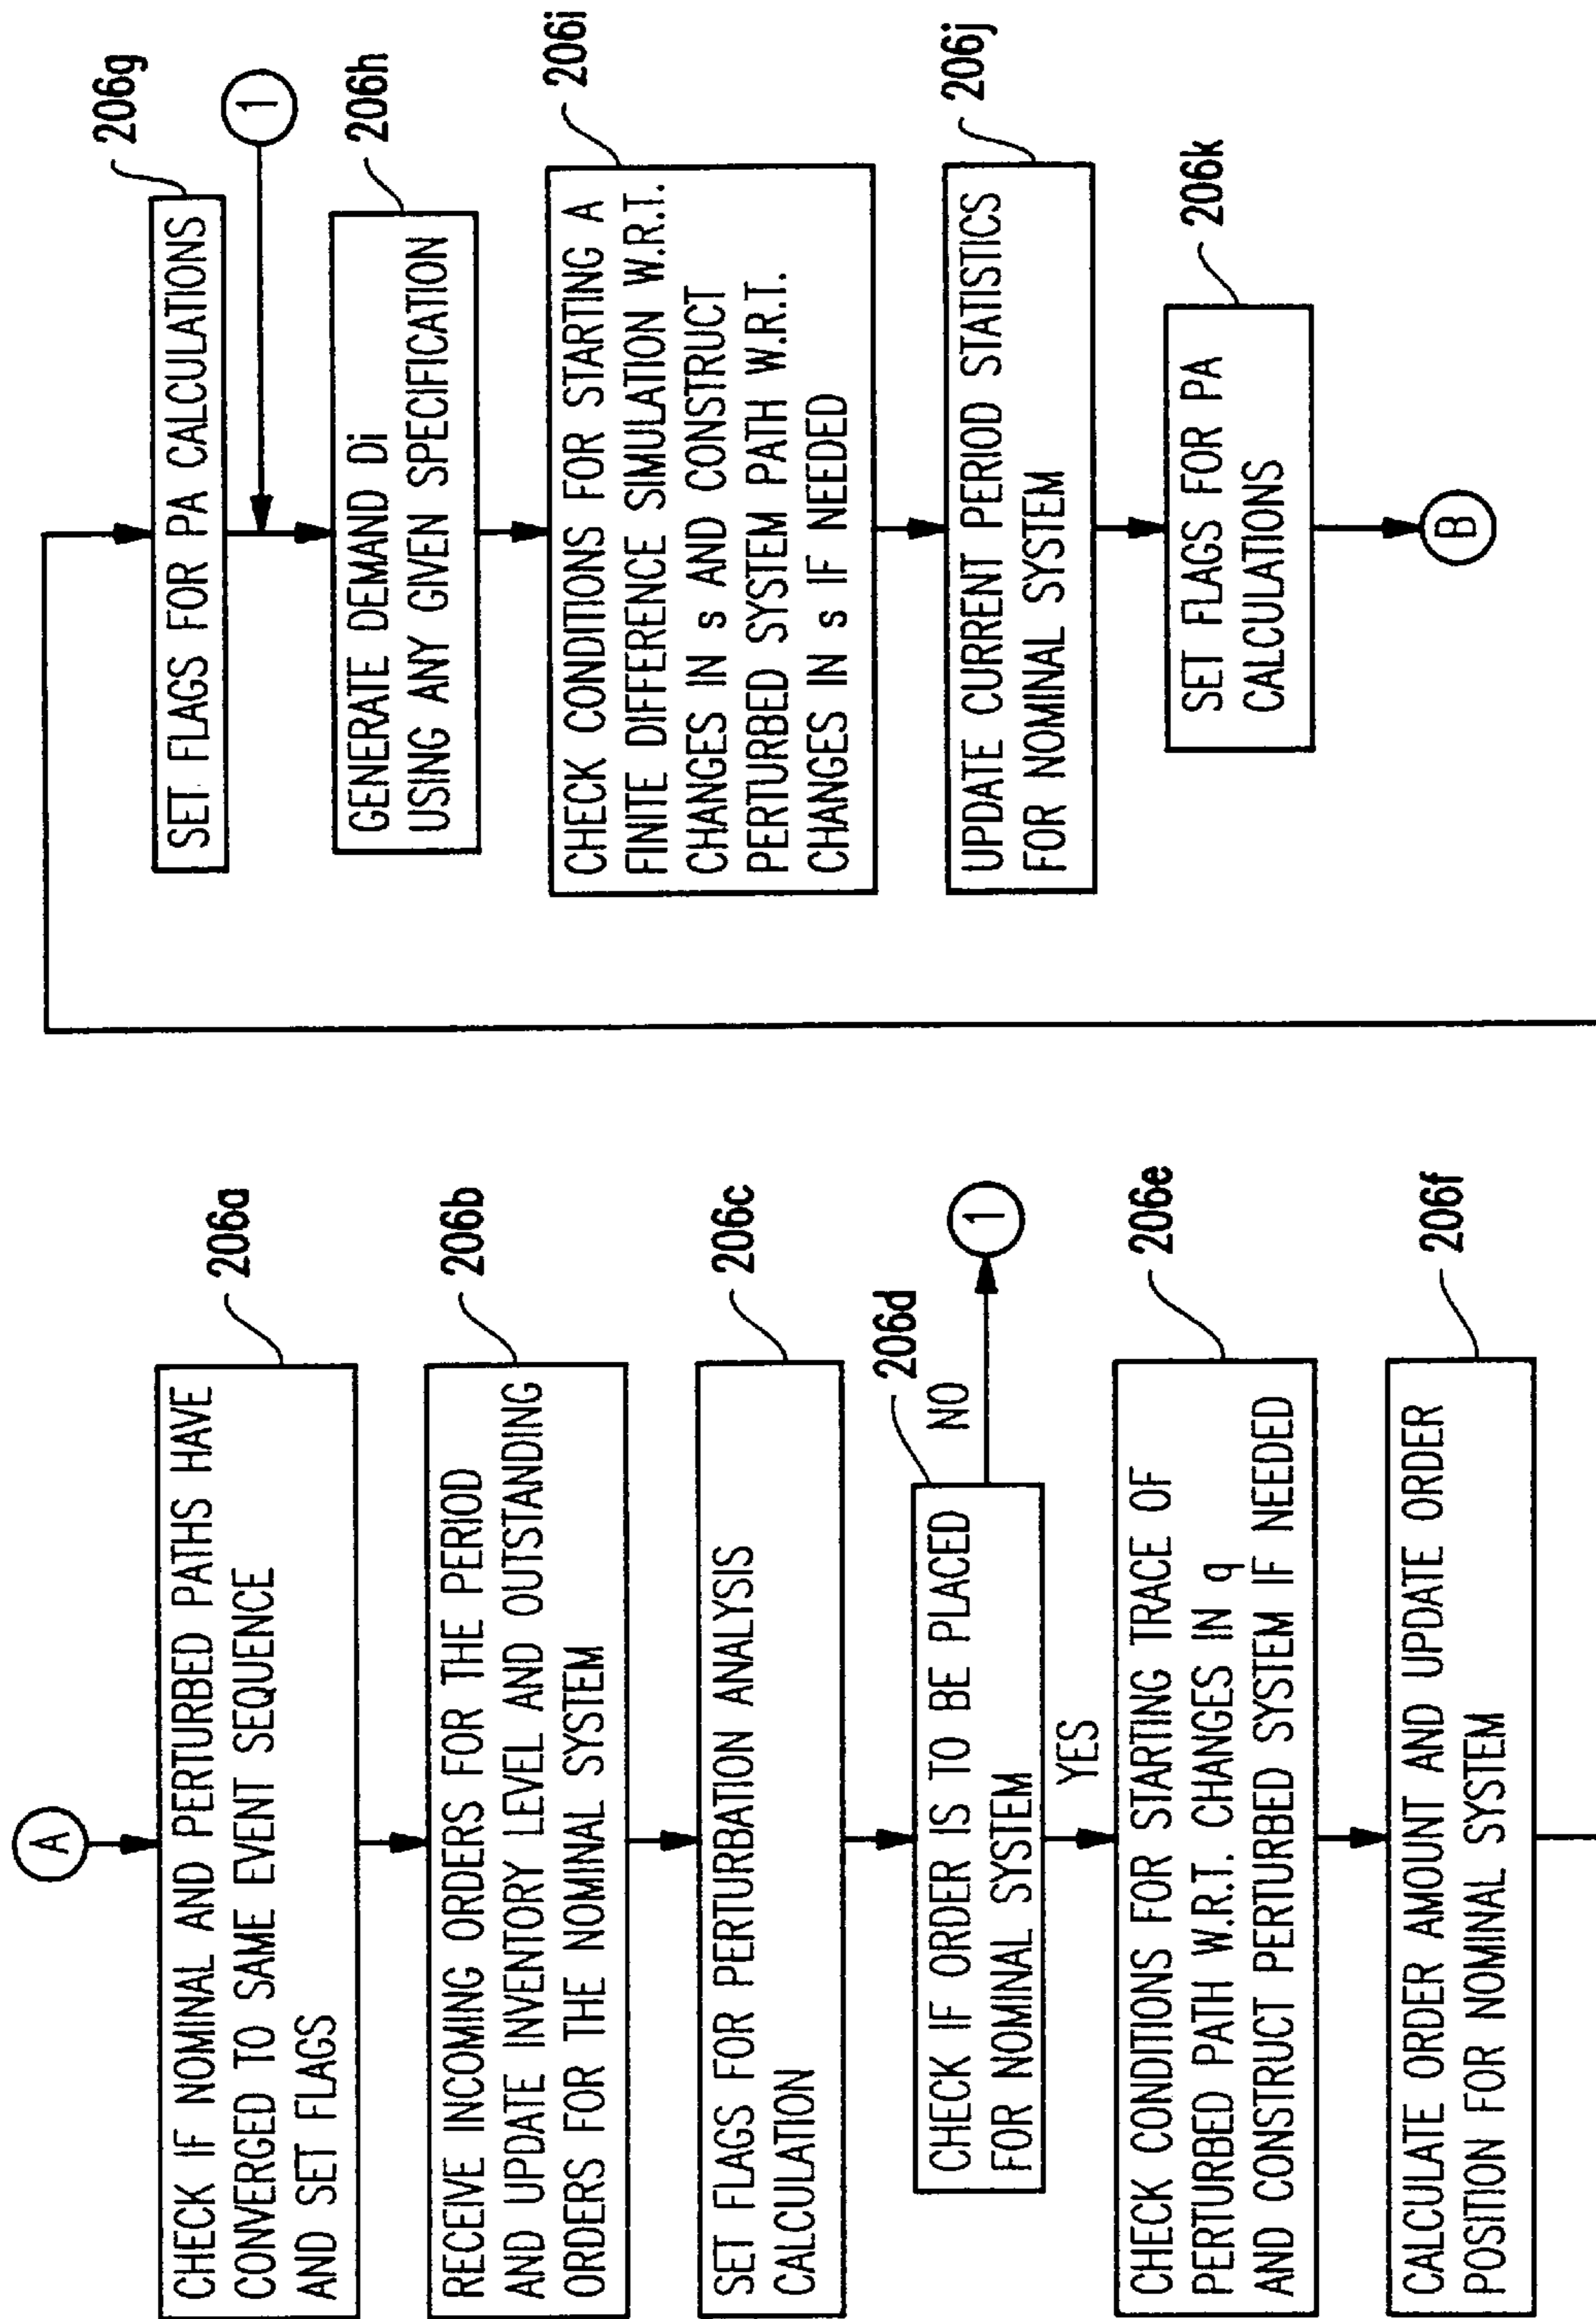 A
CHECK IF NOMINAL AND PERTURBED PATHS HAVE
CONVERGED TO SAME EVENT SEQUENCE
AND SET FLAGS
206a
RECEIVE INCOMING ORDERS FOR THE PERIOD
AND UPDATE INVENTORY LEVEL AND OUTSTANDING
ORDERS FOR THE NOMINAL SYSTEM
206b
SET FLAGS FOR PERTURBATION ANALYSIS
CALCULATION
206c
CHECK IF ORDER IS TO BE PLACED
FOR NOMINAL SYSTEM
206d
NO
1
YES
CHECK CONDITIONS FOR STARTING TRACE OF
PERTURBED PATH W.R.T. CHANGES IN q
AND CONSTRUCT PERTURBED SYSTEM IF NEEDED
206e
CALCULATE ORDER AMOUNT AND UPDATE ORDER
POSITION FOR NOMINAL SYSTEM
206f
SET FLAGS FOR PA CALCULATIONS
206g
1
GENERATE DEMAND Di
USING ANY GIVEN SPECIFICATION
206h
CHECK CONDITIONS FOR STARTING A
FINITE DIFFERENCE SIMULATION W.R.T.
CHANGES IN s AND CONSTRUCT
PERTURBED SYSTEM PATH W.R.T.
CHANGES IN s IF NEEDED
206i
UPDATE CURRENT PERIOD STATISTICS
FOR NOMINAL SYSTEM
206j
SET FLAGS FOR PA
CALCULATIONS
206k
B